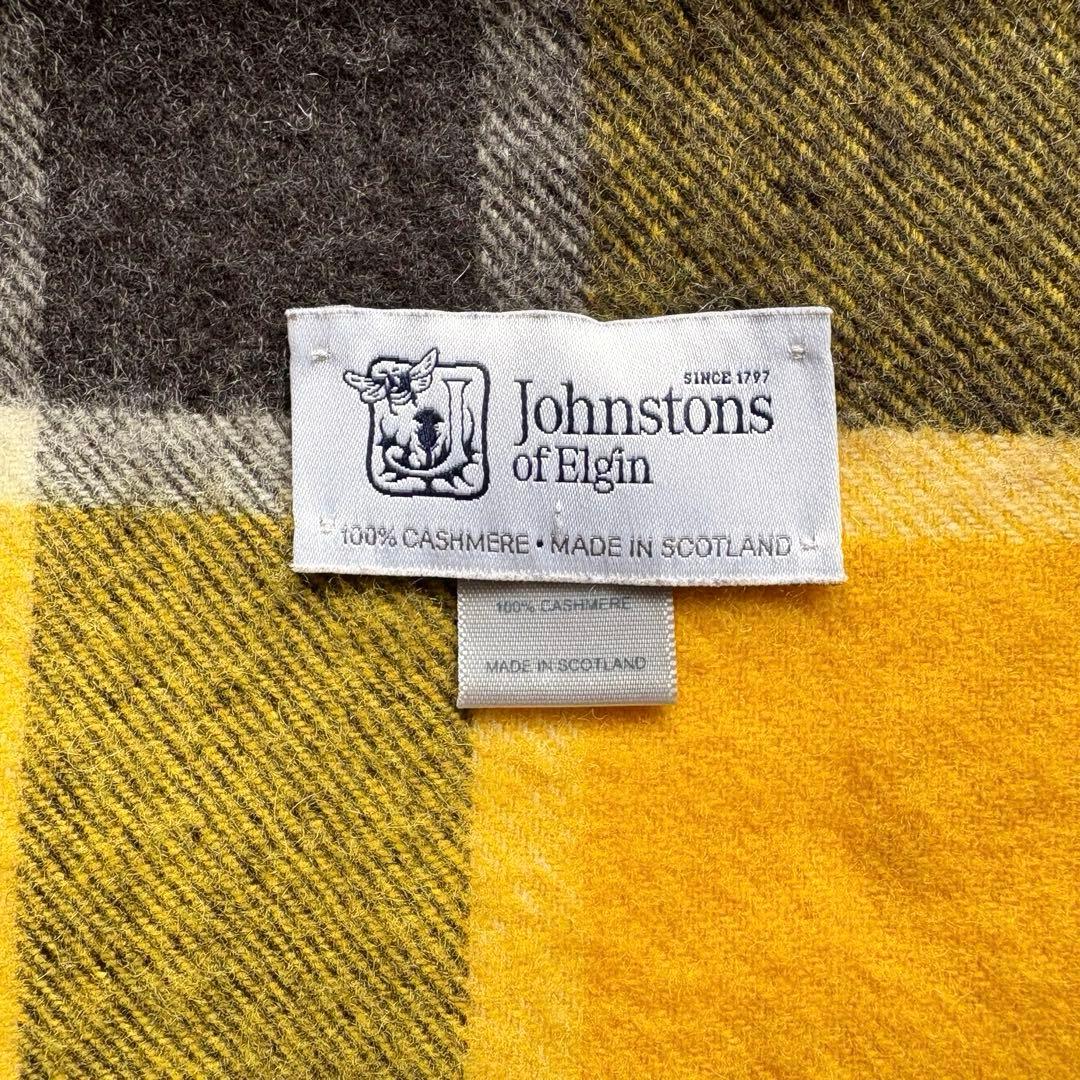 SINCE 1797
Johnstons
of Elgin
100% CASHMERE • MADE IN SCOTLAND
100% CASHMERE
MADE IN SCOTLAND